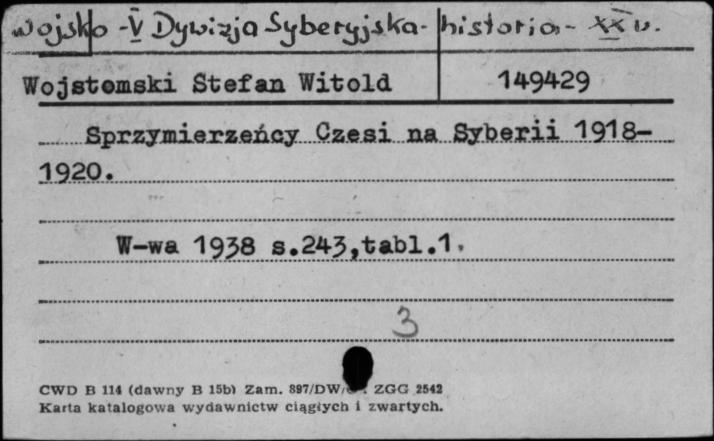 Wojsko - V Dywizja Syberyjska - historia - XX w.
Wojstomski Stefan Witold 149429
Sprzymierzeńcy Czesi na Syberii 1918-
1920.
W-wa 1938 s.243,tabl.1.
3
CWD B 114 (dawny B 15b) Zam. 897/DW/ ZGG 2542
Karta katalogowa wydawnictw ciągłych i zwartych.